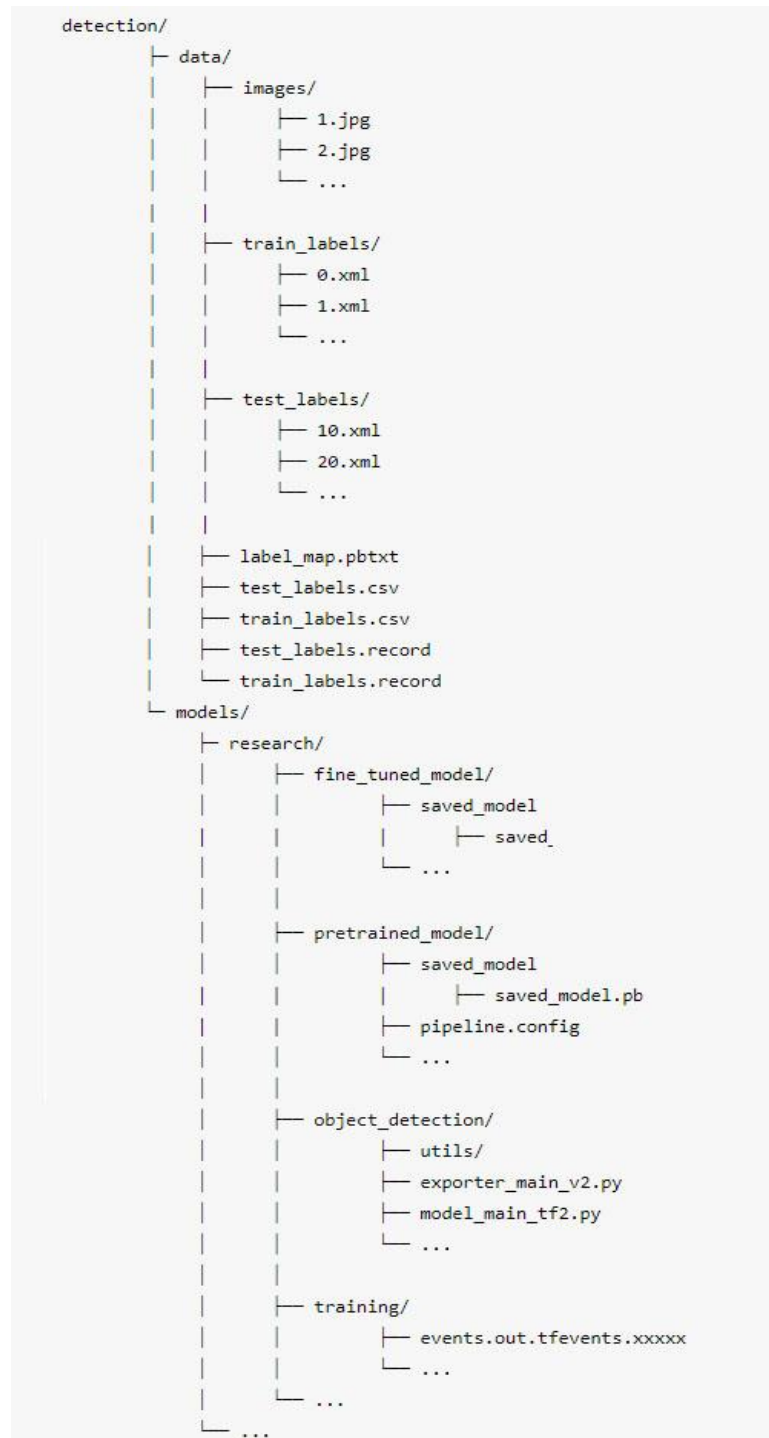 detection/
├─ data/
│ ├── images/
│ │ ├── 1.jpg
│ │ ├── 2.jpg
│ │ └── ...
│ │
│ ├── train_labels/
│ │ ├── 0.xml
│ │ ├── 1.xml
│ │ └── ...
│ │
│ ├── test_labels/
│ │ ├── 10.xml
│ │ ├── 20.xml
│ │ └── ...
│ │
│ ├── label_map.pbtxt
│ ├── test_labels.csv
│ ├── train_labels.csv
│ ├── test_labels.record
│ └── train_labels.record
└─ models/
├─ research/
│ ├── fine_tuned_model/
│ │ ├── saved_model
│ │ │ ├── saved_
│ │ └── ...
│ │
│ ├── pretrained_model/
│ │ ├── saved_model
│ │ │ ├── saved_model.pb
│ │ ├── pipeline.config
│ │ └── ...
│ │
│ ├── object_detection/
│ │ ├── utils/
│ │ ├── exporter_main_v2.py
│ │ ├── model_main_tf2.py
│ │ └── ...
│ │
│ ├── training/
│ │ ├── events.out.tfevents.xxxxx
│ │ └── ...
│ └── ...
└── ...